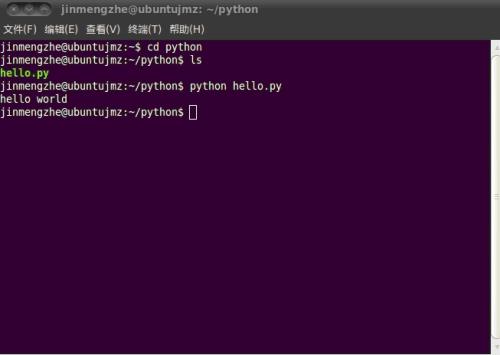 jinmengzhe@ubuntujmz: ~/python
文件(F) 编辑(E) 查看(V) 终端(T) 帮助(H)
jinmengzhe@ubuntujmz:~$ cd python
jinmengzhe@ubuntujmz:~/python$ ls
hello.py
jinmengzhe@ubuntujmz:~/python$ python hello.py
hello world
jinmengzhe@ubuntujmz:~/python$